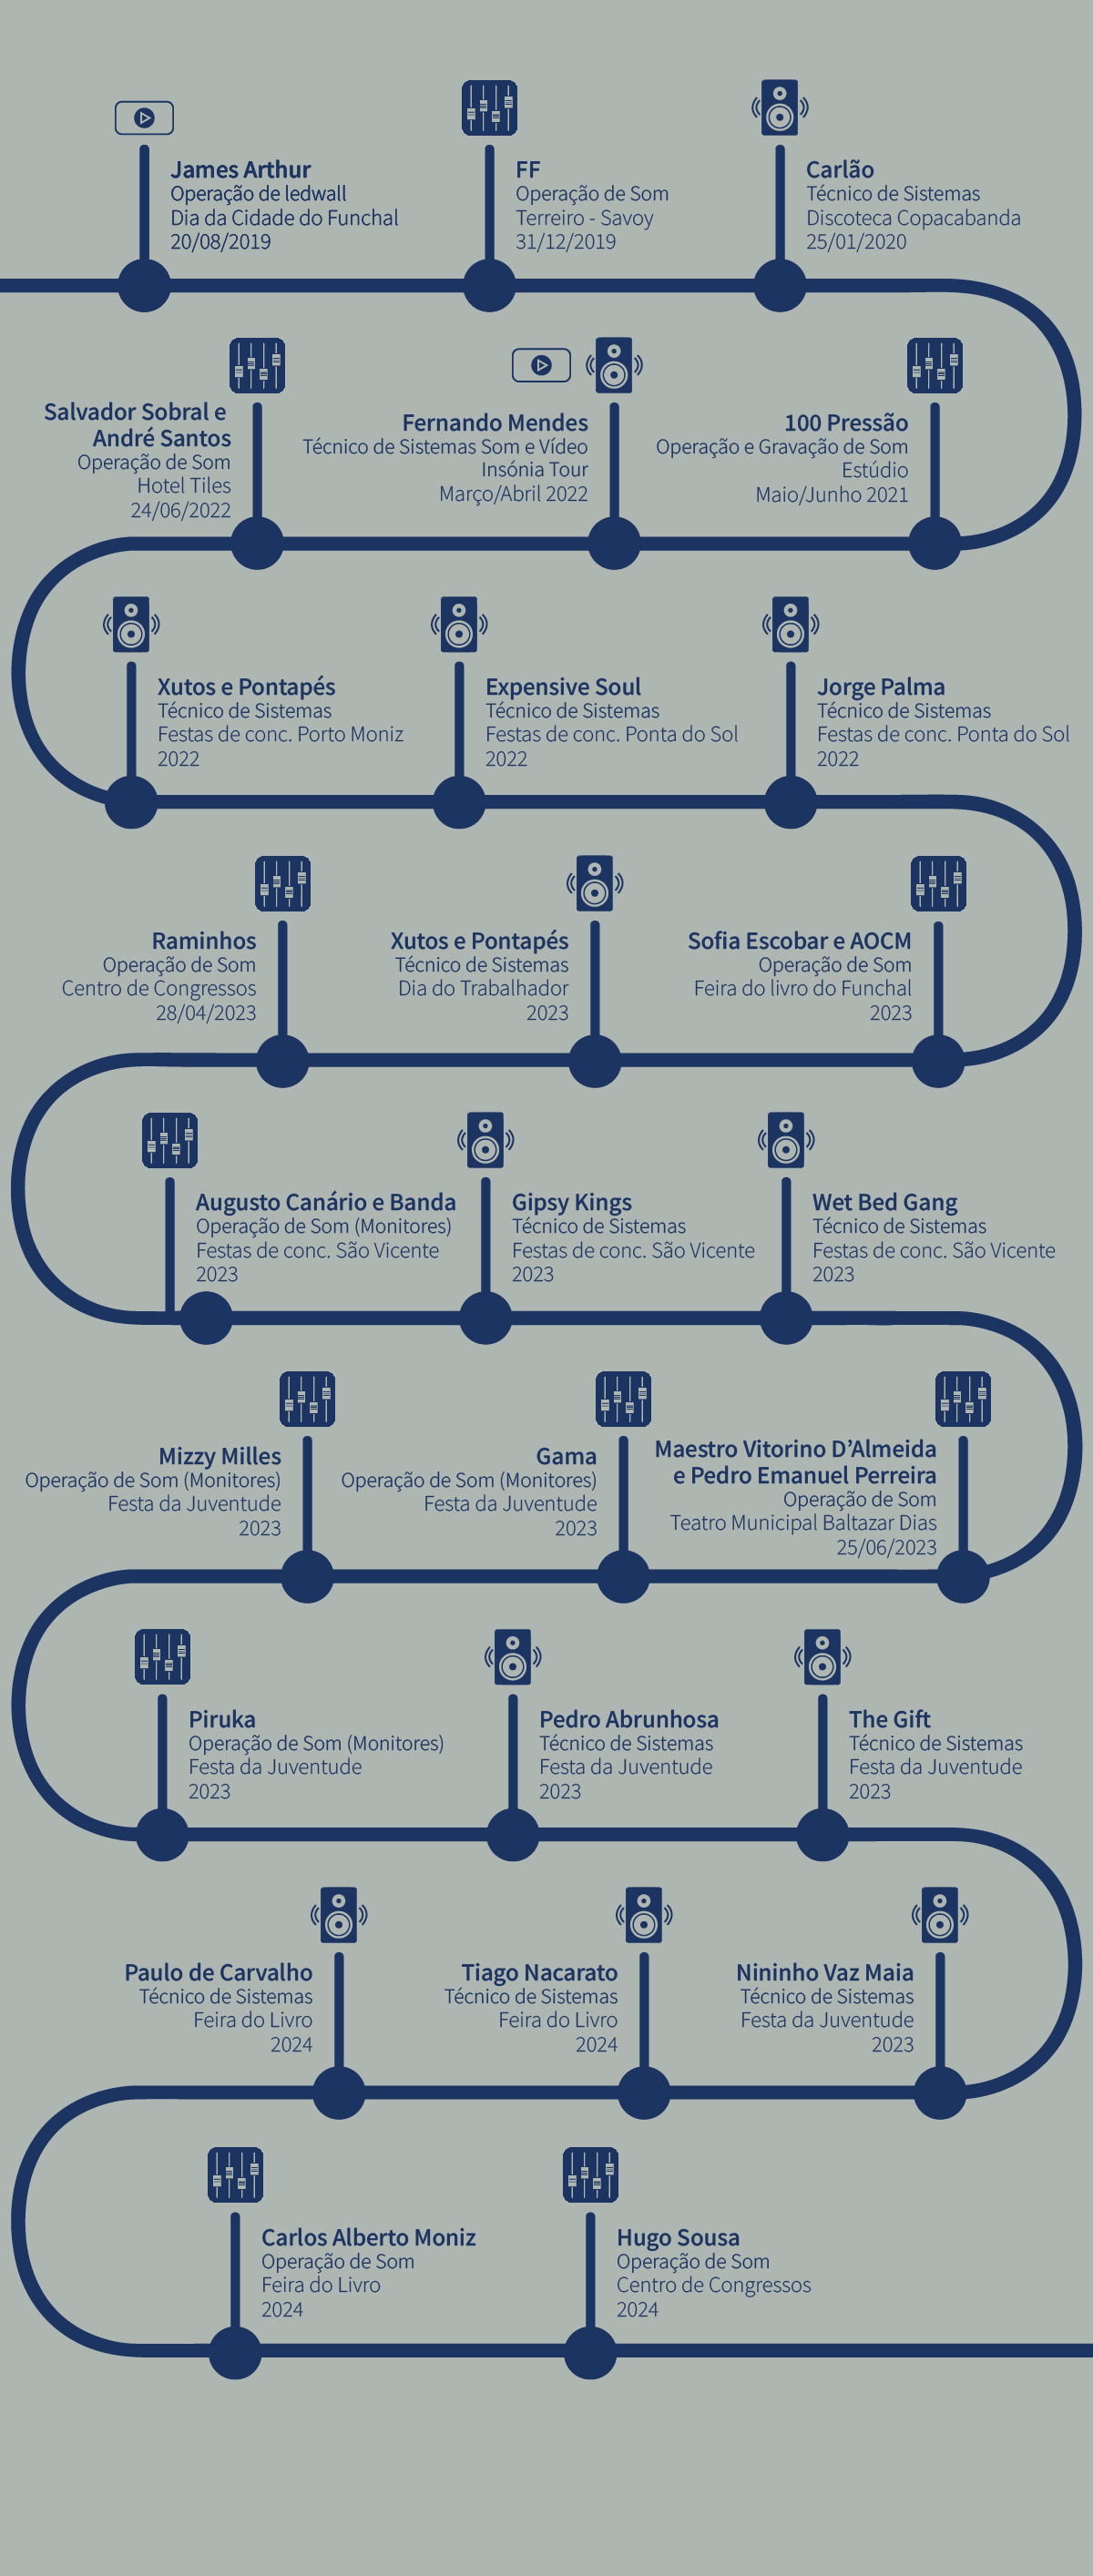 James Arthur
Operação de ledwall
Dia da Cidade do Funchal
20/08/2019
FF
Operação de Som
Terreiro - Savoy
31/12/2019
Carlão
Técnico de Sistemas
Discoteca Copacabanda
25/01/2020
100 Pressão
Operação e Gravação de Som
Estúdio
Maio/Junho 2021
Fernando Mendes
Técnico de Sistemas Som e Vídeo
Insónia Tour
Março/Abril 2022
Salvador Sobral e
André Santos
Operação de Som
Hotel Tiles
24/06/2022
Xutos e Pontapés
Técnico de Sistemas
Festas de conc. Porto Moniz
2022
Expensive Soul
Técnico de Sistemas
Festas de conc. Ponta do Sol
2022
Jorge Palma
Técnico de Sistemas
Festas de conc. Ponta do Sol
2022
Sofia Escobar e AOCM
Operação de Som
Feira do livro do Funchal
2023
Xutos e Pontapés
Técnico de Sistemas
Dia do Trabalhador
2023
Raminhos
Operação de Som
Centro de Congressos
28/04/2023
Augusto Canário e Banda
Operação de Som (Monitores)
Festas de conc. São Vicente
2023
Gipsy Kings
Técnico de Sistemas
Festas de conc. São Vicente
2023
Wet Bed Gang
Técnico de Sistemas
Festas de conc. São Vicente
2023
Maestro Vitorino D’Almeida
e Pedro Emanuel Perreira
Operação de Som
Teatro Municipal Baltazar Dias
25/06/2023
Gama
Operação de Som (Monitores)
Festa da Juventude
2023
Mizzy Milles
Operação de Som (Monitores)
Festa da Juventude
2023
Piruka
Operação de Som (Monitores)
Festa da Juventude
2023
Pedro Abrunhosa
Técnico de Sistemas
Festa da Juventude
2023
The Gift
Técnico de Sistemas
Festa da Juventude
2023
Nininho Vaz Maia
Técnico de Sistemas
Festa da Juventude
2023
Tiago Nacarato
Técnico de Sistemas
Feira do Livro
2024
Paulo de Carvalho
Técnico de Sistemas
Feira do Livro
2024
Carlos Alberto Moniz
Operação de Som
Feira do Livro
2024
Hugo Sousa
Operação de Som
Centro de Congressos
2024